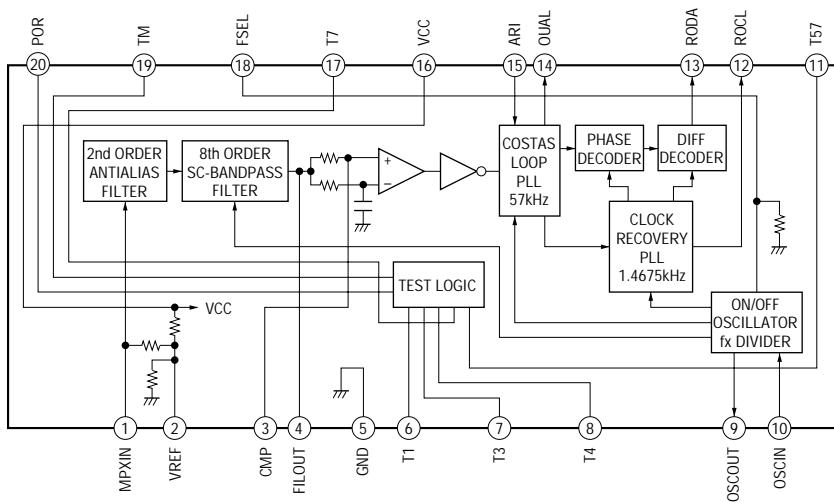 POR
TM
FSEL
T7
VCC
ARI
QUAL
RODA
ROCL
T57
20
19
18
17
16
15
14
13
12
11
2nd ORDER
ANTIALIAS
FILTER
8th ORDER
SC-BANDPASS
FILTER
+
−
COSTAS
LOOP
PLL
57kHz
PHASE
DECODER
DIFF
DECODER
CLOCK
RECOVERY
PLL
1.4675kHz
TEST LOGIC
VCC
ON/OFF
OSCILLATOR
fx DIVIDER
1
2
3
4
5
6
7
8
9
10
MPXIN
VREF
CMP
FILOUT
GND
T1
T3
T4
OSCOUT
OSCIN